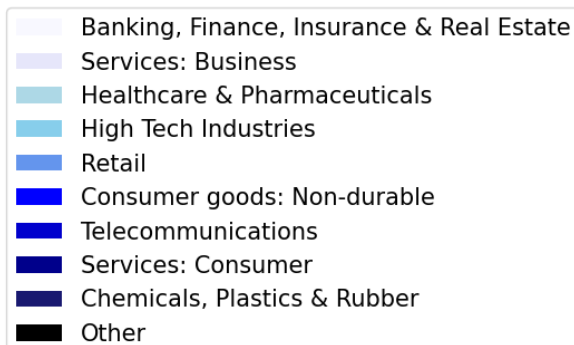 Banking, Finance, Insurance & Real Estate
Services: Business
Healthcare & Pharmaceuticals
High Tech Industries
Retail
Consumer goods: Non-durable
Telecommunications
Services: Consumer
Chemicals, Plastics & Rubber
Other